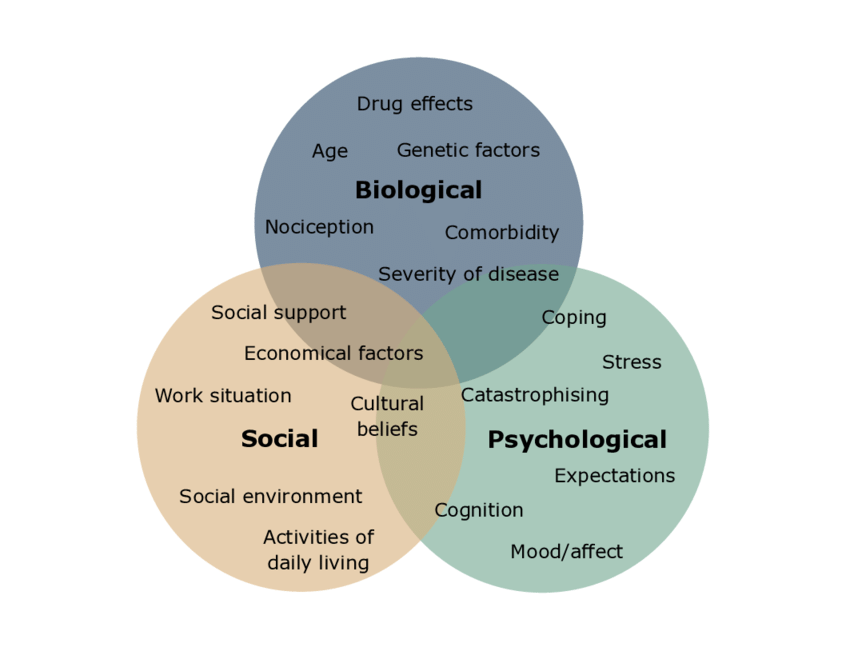 Drug effects
Age
Genetic factors
Biological
Nociception
Comorbidity
Severity of disease
Social support
Coping
Economical factors
Stress
Work situation
Cultural
beliefs
Catastrophising
Social
Psychological
Expectations
Social environment
Cognition
Activities of
daily living
Mood/affect